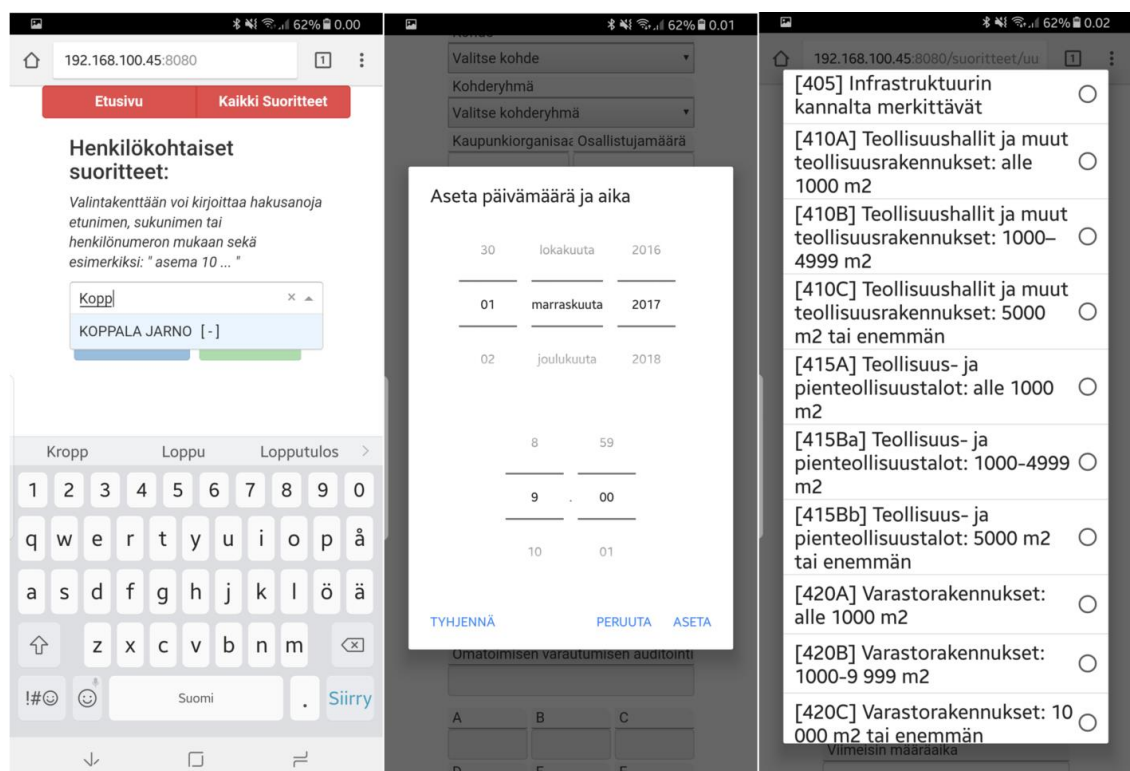 62% 0.00
192.168.100.45:8080
1
Etusivu Kaikki Suoritteet
Henkilökohtaiset
suoritteet:
Valintakenttään voi kirjoittaa hakusanoja
etunimen, sukunimen tai
henkilönumeron mukaan sekä
esimerkiksi: " asema 10 ... "
Kopp
KOPPALA JARNO [-]
Kropp Loppu Lopputulos
1 2 3 4 5 6 7 8 9 0
q w e r t y u i o p å
a s d f g h j k l ö ä
z x c v b n m
!# Suomi . Siirry
62% 0.01
Valitse kohde
Kohderyhmä
Valitse kohderyhmä
Osallistujamäärä
Aseta päivämäärä ja aika
30 lokakuuta 2016
01 marraskuuta 2017
02 joulukuuta 2018
8 59
9 . 00
10 01
TYHJENNÄ PERUUTA ASETA
Omatoimisen varautumisen auditointi
A B C
62% 0.02
192.168.100.45:8080/suoritteet/uu
1
[405] Infrastruktuurin
kannalta merkittävät
[410A] Teollisuushallit ja muut
teollisuusrakennukset: alle
1000 m2
[410B] Teollisuushallit ja muut
teollisuusrakennukset: 1000–
4999 m2
[410C] Teollisuushallit ja muut
teollisuusrakennukset: 5000
m2 tai enemmän
[415A] Teollisuus- ja
pienteollisuustalot: alle 1000
m2
[415Ba] Teollisuus- ja
pienteollisuustalot: 1000-4999
m2
[415Bb] Teollisuus- ja
pienteollisuustalot: 5000 m2
tai enemmän
[420A] Varastorakennukset:
alle 1000 m2
[420B] Varastorakennukset:
1000-9 999 m2
[420C] Varastorakennukset: 10
000 m2 tai enemmän
Viimeisin määräaika